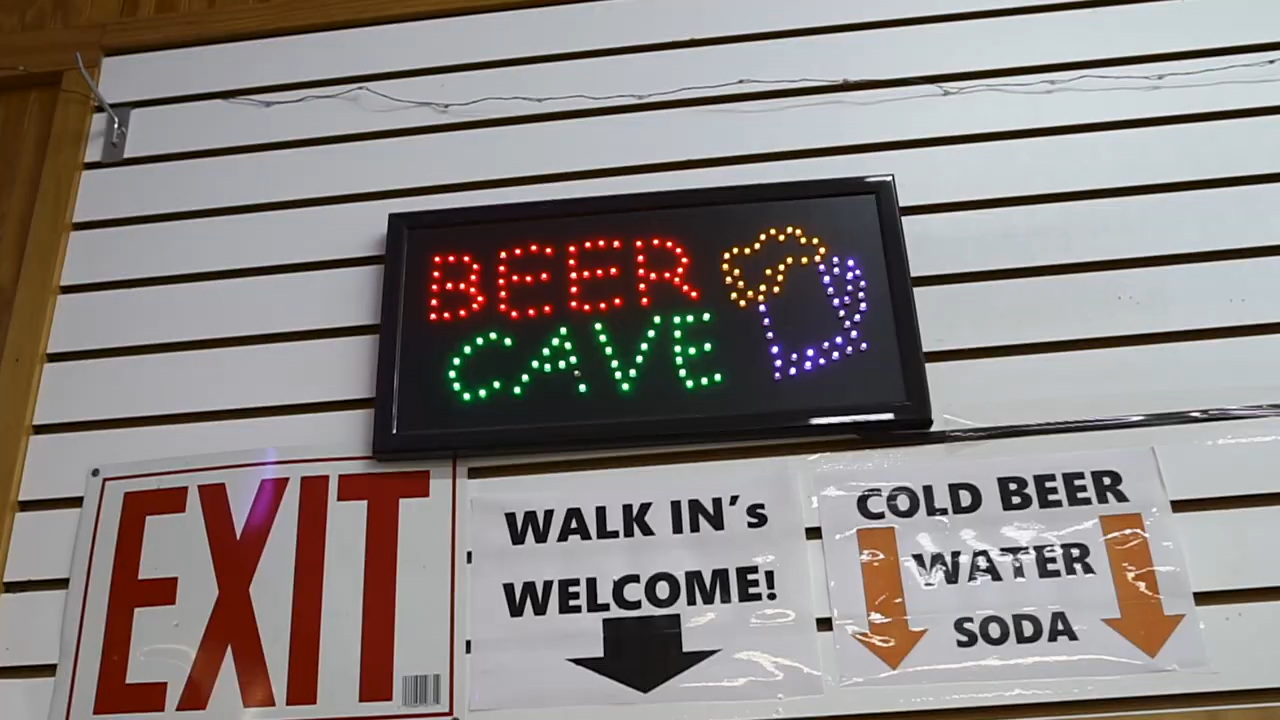 BEER
CAVE
EXIT
WALK IN's
WELCOME!
COLD BEER
WATER
SODA